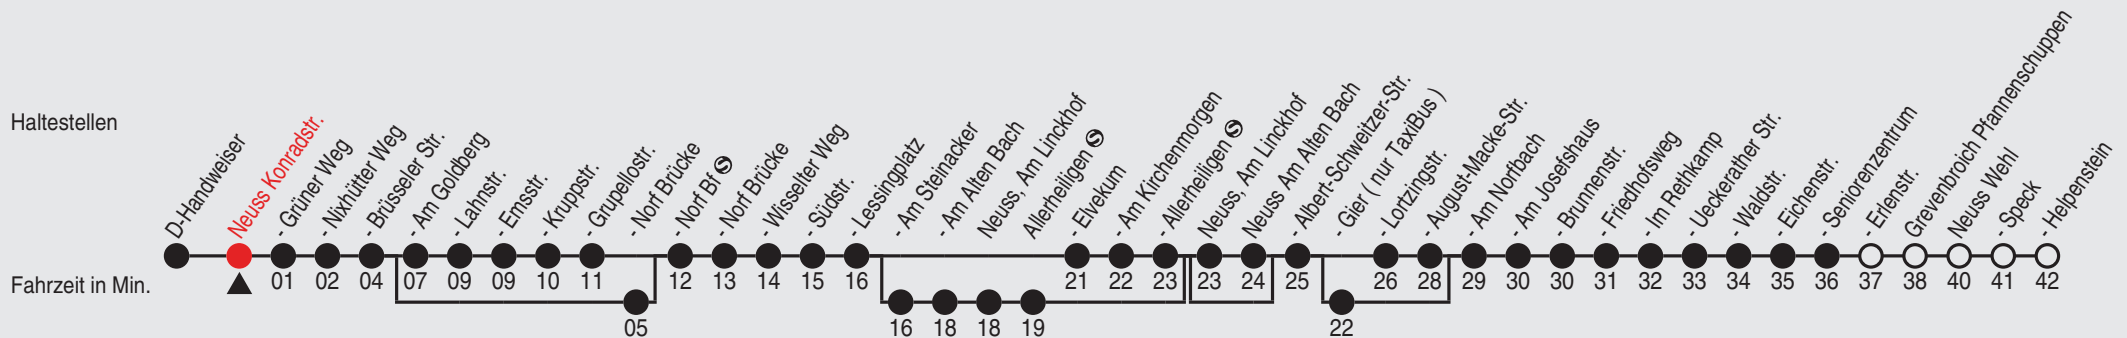 Haltestellen
D-Handweiser
Neuss Konradstr.
- Grüner Weg
- Nixhütter Weg
- Brüsseler Str.
- Am Goldberg
- Lahnstr.
- Emsstr.
- Kruppstr.
- Grupellostr.
- Norf Brücke
- Norf Bf S
- Norf Brücke
- Wisselter Weg
- Südstr.
- Lessingplatz
- Am Steinacker
- Am Alten Bach
Neuss, Am Linckhof
Allerheiligen S
- Elvekum
- Am Kirchenmorgen
- Allerheiligen S
Neuss, Am Linckhof
Neuss Am Alten Bach
- Albert-Schweitzer-Str.
- Gier ( nur TaxiBus )
- Lortzingstr.
- August-Macke-Str.
- Am Norfbach
- Am Josefshaus
- Brunnenstr.
- Friedhofsweg
- Im Rethkamp
- Ueckerather Str.
- Waldstr.
- Eichenstr.
- Seniorenzentrum
- Erlenstr.
Grevenbroich Pfannenschuppen
Neuss Wehl
- Speck
- Helpenstein
Fahrzeit in Min.
01 02 04 07 09 09 10 11 12 13 14 15 16 21 22 23 23 24 25 26 28 29 30 30 31 32 33 34 35 36 37 38 40 41 42
05 16 18 18 19 22